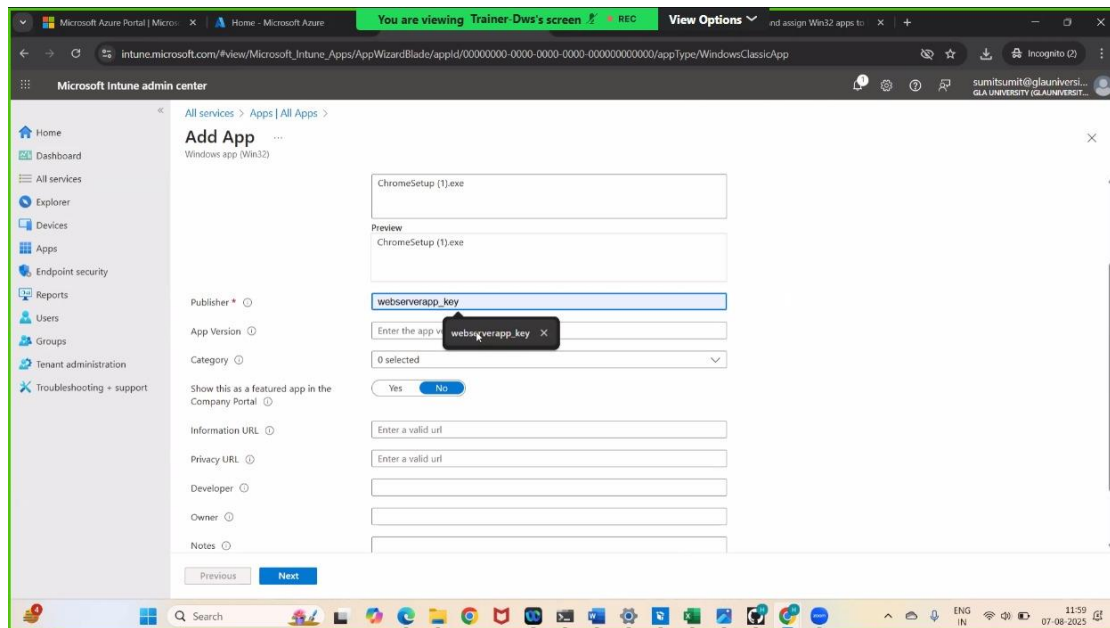 Microsoft Azure Portal | Micros
Home - Microsoft Azure
You are viewing Trainer-Dws's screen
REC
View Options
nd assign Win32 apps to
intune.microsoft.com/#view/Microsoft_Intune_Apps/AppWizardBlade/appId/00000000-0000-0000-0000-000000000000/appType/WindowsClassicApp
Incognito (2)
Microsoft Intune admin center
1
sumitsumit@glauniversi...
GLA UNIVERSITY (GLAUNIVERSIT...
Home
Dashboard
All services
Explorer
Devices
Apps
Endpoint security
Reports
Users
Groups
Tenant administration
Troubleshooting + support
All services > Apps | All Apps >
Add App ...
Windows app (Win32)
ChromeSetup (1).exe
Preview
ChromeSetup (1).exe
Publisher *
webserverapp_key
App Version
Enter the app ve
webserverapp_key
Category
0 selected
Show this as a featured app in the
Company Portal
Yes
No
Information URL
Enter a valid url
Privacy URL
Enter a valid url
Developer
Owner
Notes
Previous
Next
Search
ENG
IN
11:59
07-08-2025